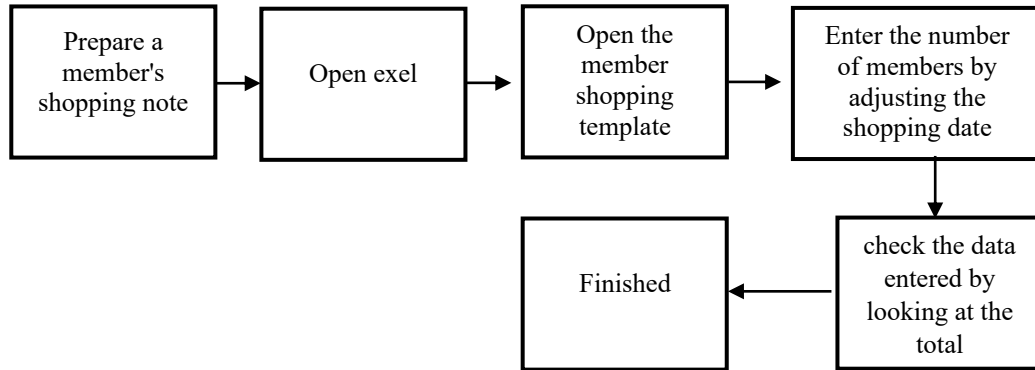 Prepare a
member's
shopping note
Open exel
Open the
member
shopping
template
Enter the number
of members by
adjusting the
shopping date
check the data
entered by
looking at the
total
Finished